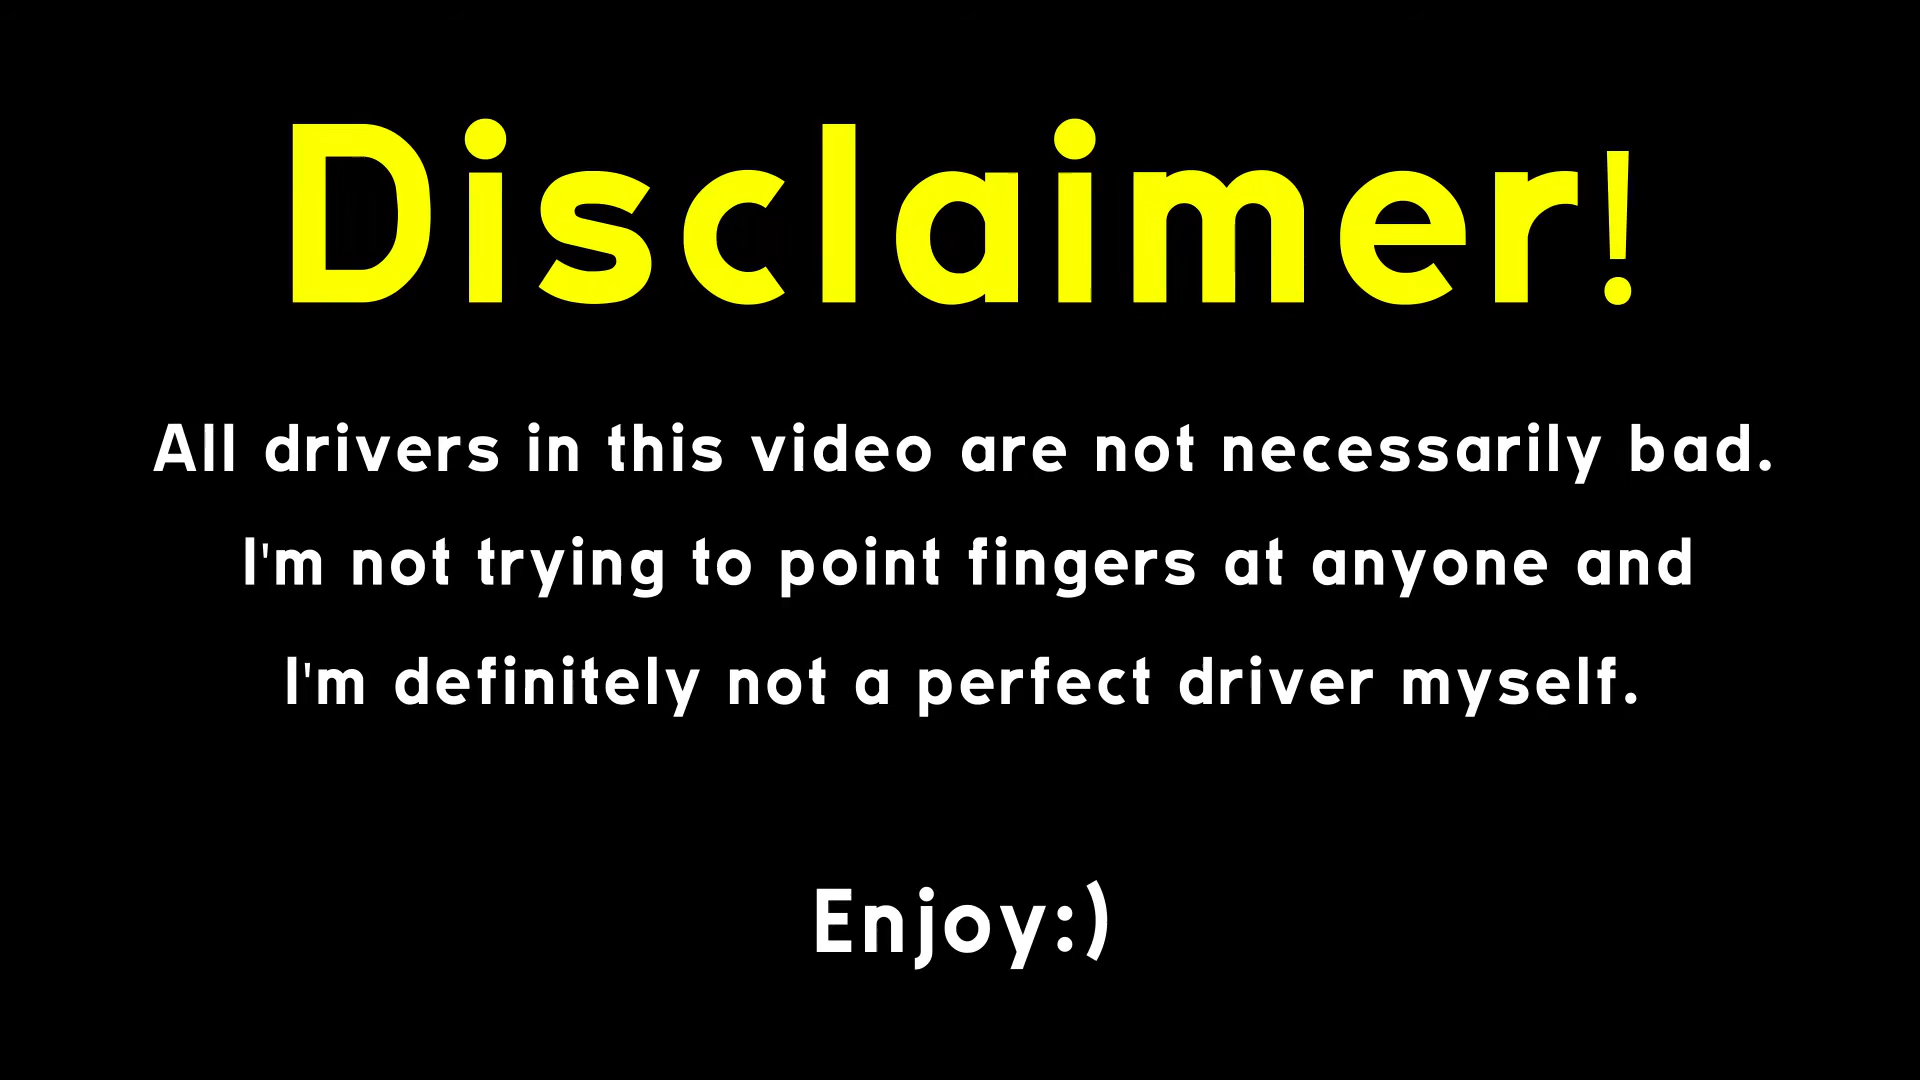 Disclaimer!
All drivers in this video are not necessarily bad.
I'm not trying to point fingers at anyone and
I'm definitely not a perfect driver myself.
Enjoy:)